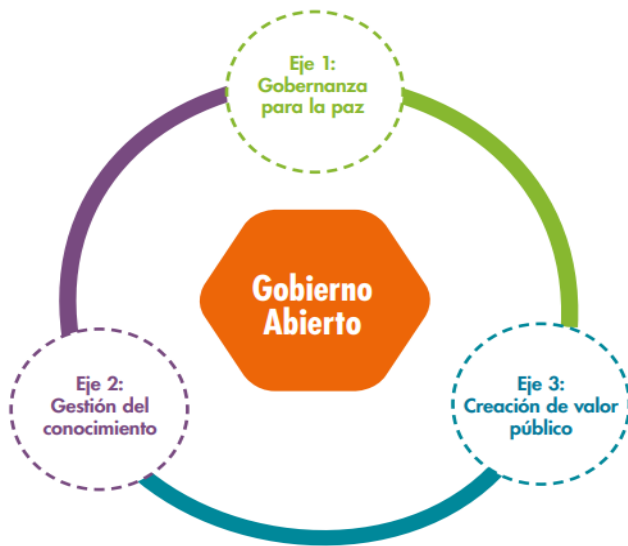 Eje 1:
Gobernanza
para la paz
Gobierno
Abierto
Eje 2:
Gestión del
conocimiento
Eje 3:
Creación de valor
público